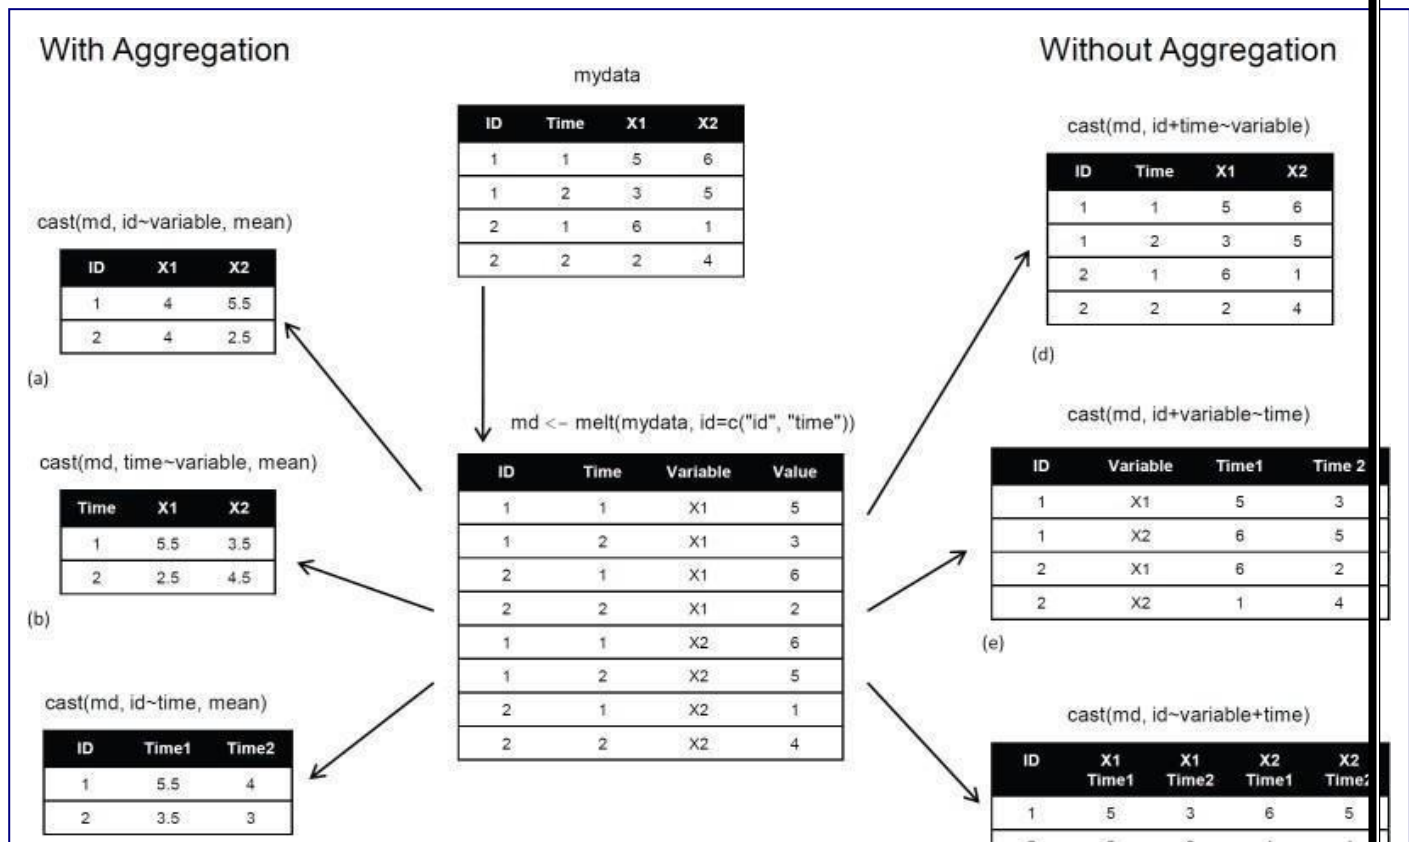 With Aggregation
Without Aggregation
mydata
ID Time X1 X2
1 1 5 6
1 2 3 5
2 1 6 1
2 2 2 4
cast(md, id~variable, mean)
ID X1 X2
1 4 5.5
2 4 2.5
(a)
cast(md, time~variable, mean)
Time X1 X2
1 5.5 3.5
2 2.5 4.5
(b)
cast(md, id~time, mean)
ID Time1 Time2
1 5.5 4
2 3.5 3
md <- melt(mydata, id=c("id", "time"))
ID Time Variable Value
1 1 X1 5
1 2 X1 3
2 1 X1 6
2 2 X1 2
1 1 X2 6
1 2 X2 5
2 1 X2 1
2 2 X2 4
cast(md, id+time~variable)
ID Time X1 X2
1 1 5 6
1 2 3 5
2 1 6 1
2 2 2 4
(d)
cast(md, id+variable~time)
ID Variable Time1 Time 2
1 X1 5 3
1 X2 6 5
2 X1 6 2
2 X2 1 4
(e)
cast(md, id~variable+time)
ID X1 X1 X2 X2
Time1 Time2 Time1 Time2
1 5 3 6 5